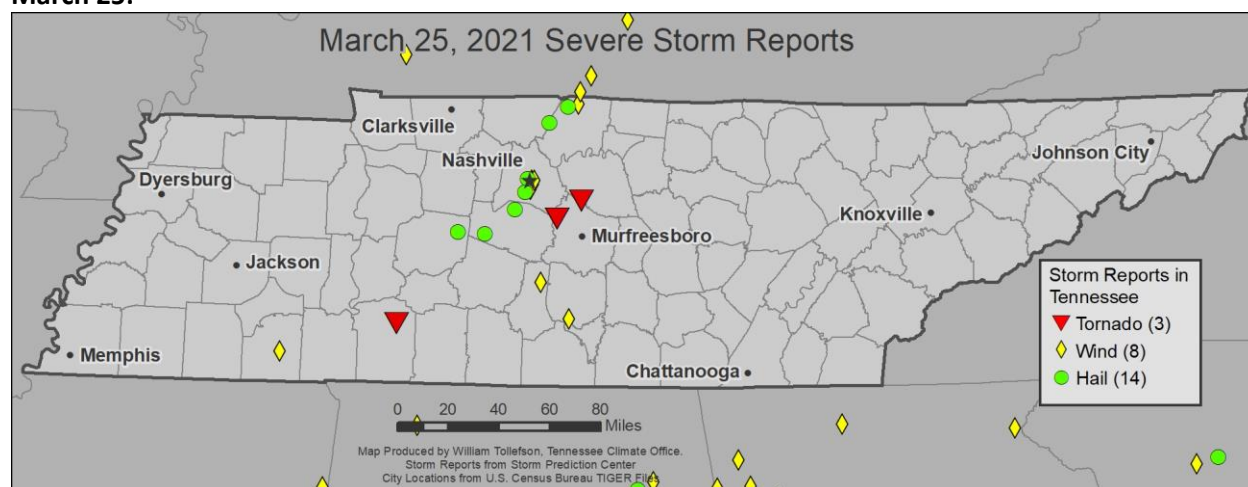 March 25:
March 25, 2021 Severe Storm Reports
Clarksville
Nashville
Johnson City
Dyersburg
Knoxville
Murfreesboro
Jackson
Storm Reports in
Tennessee
Tornado (3)
Wind (8)
Hail (14)
Memphis
Chattanooga
0 20 40 60 80
Miles
Map Produced by William Tollefson, Tennessee Climate Office.
Storm Reports from Storm Prediction Center
City Locations from U.S. Census Bureau TIGER Files